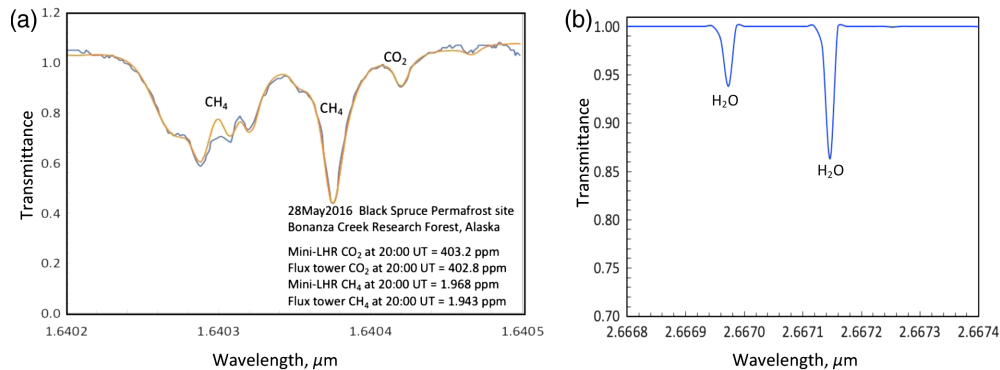 (a)
1.2
1.0
0.8
0.6
0.4
0.2
0.0
Transmittance
CH₄
CH₄
CO₂
28May2016 Black Spruce Permafrost site
Bonanza Creek Research Forest, Alaska
Mini-LHR CO₂ at 20:00 UT = 403.2 ppm
Flux tower CO₂ at 20:00 UT = 402.8 ppm
Mini-LHR CH₄ at 20:00 UT = 1.968 ppm
Flux tower CH₄ at 20:00 UT = 1.943 ppm
1.6402 1.6403 1.6404 1.6405
Wavelength, μm
(b)
1.00
0.95
0.90
0.85
0.80
0.75
0.70
Transmittance
H₂O
H₂O
2.6668 2.6669 2.6670 2.6671 2.6672 2.6673 2.6674
Wavelength, μm